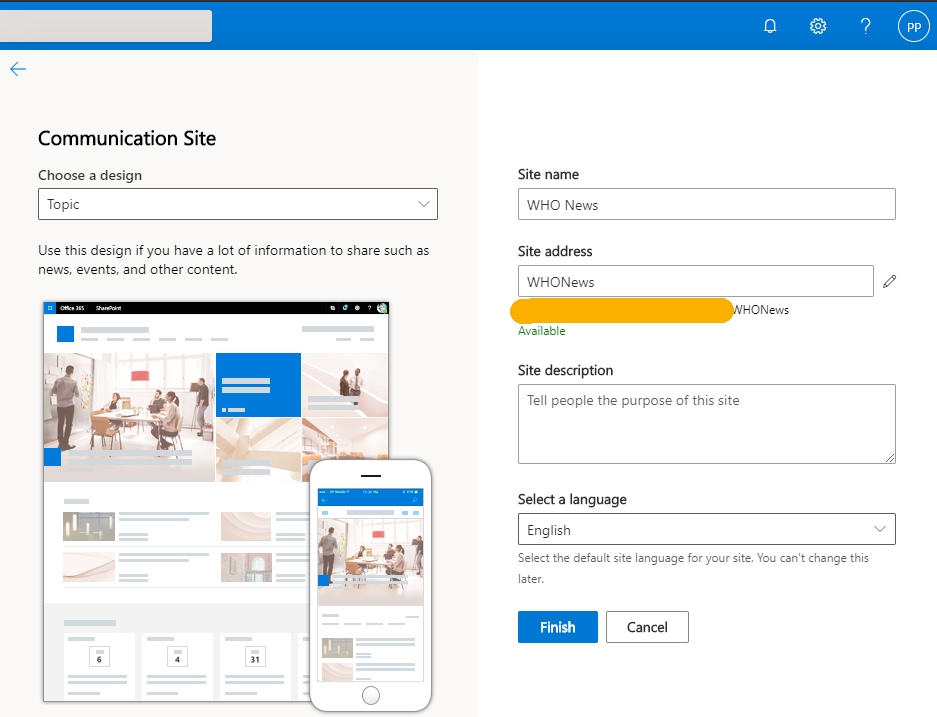 PP
Communication Site
Choose a design
Topic
Use this design if you have a lot of information to share such as
news, events, and other content.
Office 365 SharePoint
?
6
4
31
Site name
WHO News
Site address
WHONews
WHONews
Available
Site description
Tell people the purpose of this site
Select a language
English
Select the default site language for your site. You can't change this
later.
Finish
Cancel